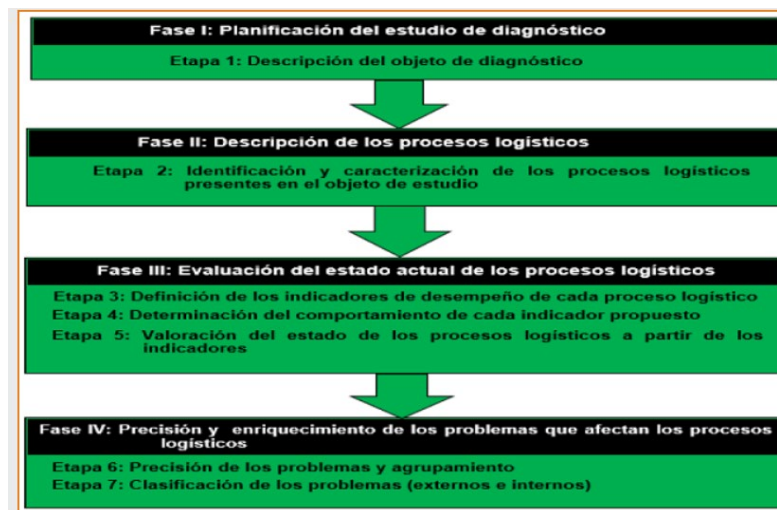 Fase I: Planificación del estudio de diagnóstico
Etapa 1: Descripción del objeto de diagnóstico
Fase II: Descripción de los procesos logísticos
Etapa 2: Identificación y caracterización de los procesos logísticos
presentes en el objeto de estudio
Fase III: Evaluación del estado actual de los procesos logísticos
Etapa 3: Definición de los indicadores de desempeño de cada proceso logístico
Etapa 4: Determinación del comportamiento de cada indicador propuesto
Etapa 5: Valoración del estado de los procesos logísticos a partir de los
indicadores
Fase IV: Precisión y enriquecimiento de los problemas que afectan los procesos
logísticos
Etapa 6: Precisión de los problemas y agrupamiento
Etapa 7: Clasificación de los problemas (externos e internos)